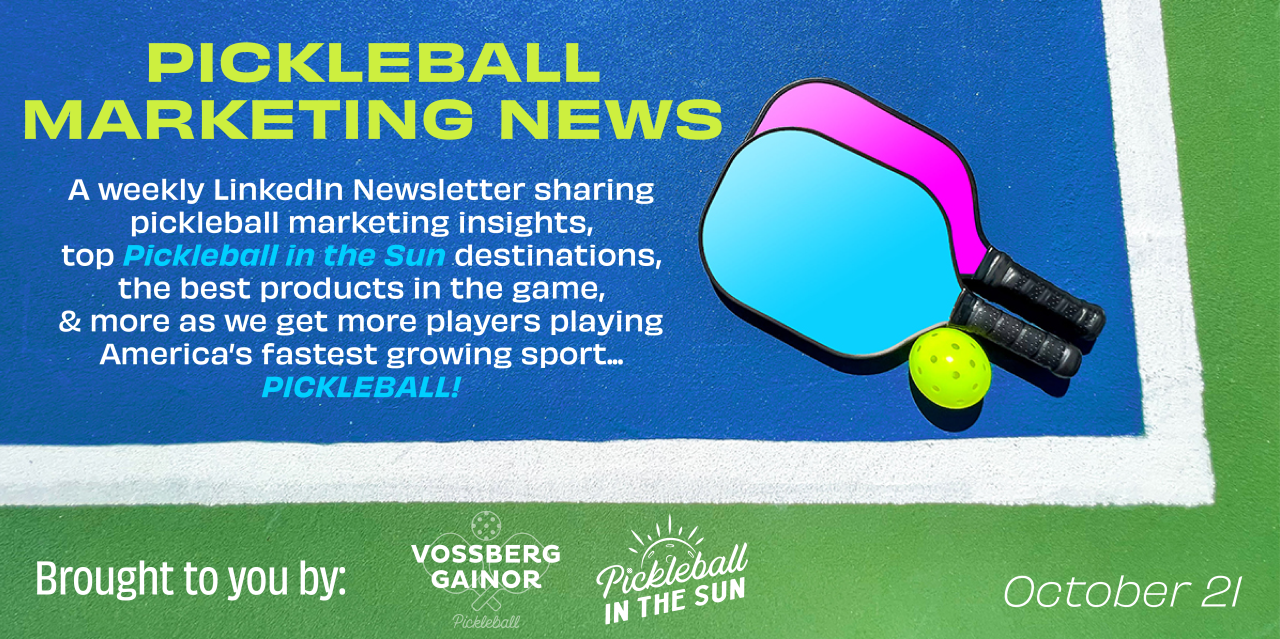 PICKLEBALL
MARKETING NEWS
A weekly LinkedIn Newsletter sharing
pickleball marketing insights,
top Pickleball in the Sun destinations,
the best products in the game,
& more as we get more players playing
America's fastest growing sport...
PICKLEBALL!
Brought to you by:
VOSSBERG
GAINOR
Pickleball
Pickleball
IN THE SUN
October 21